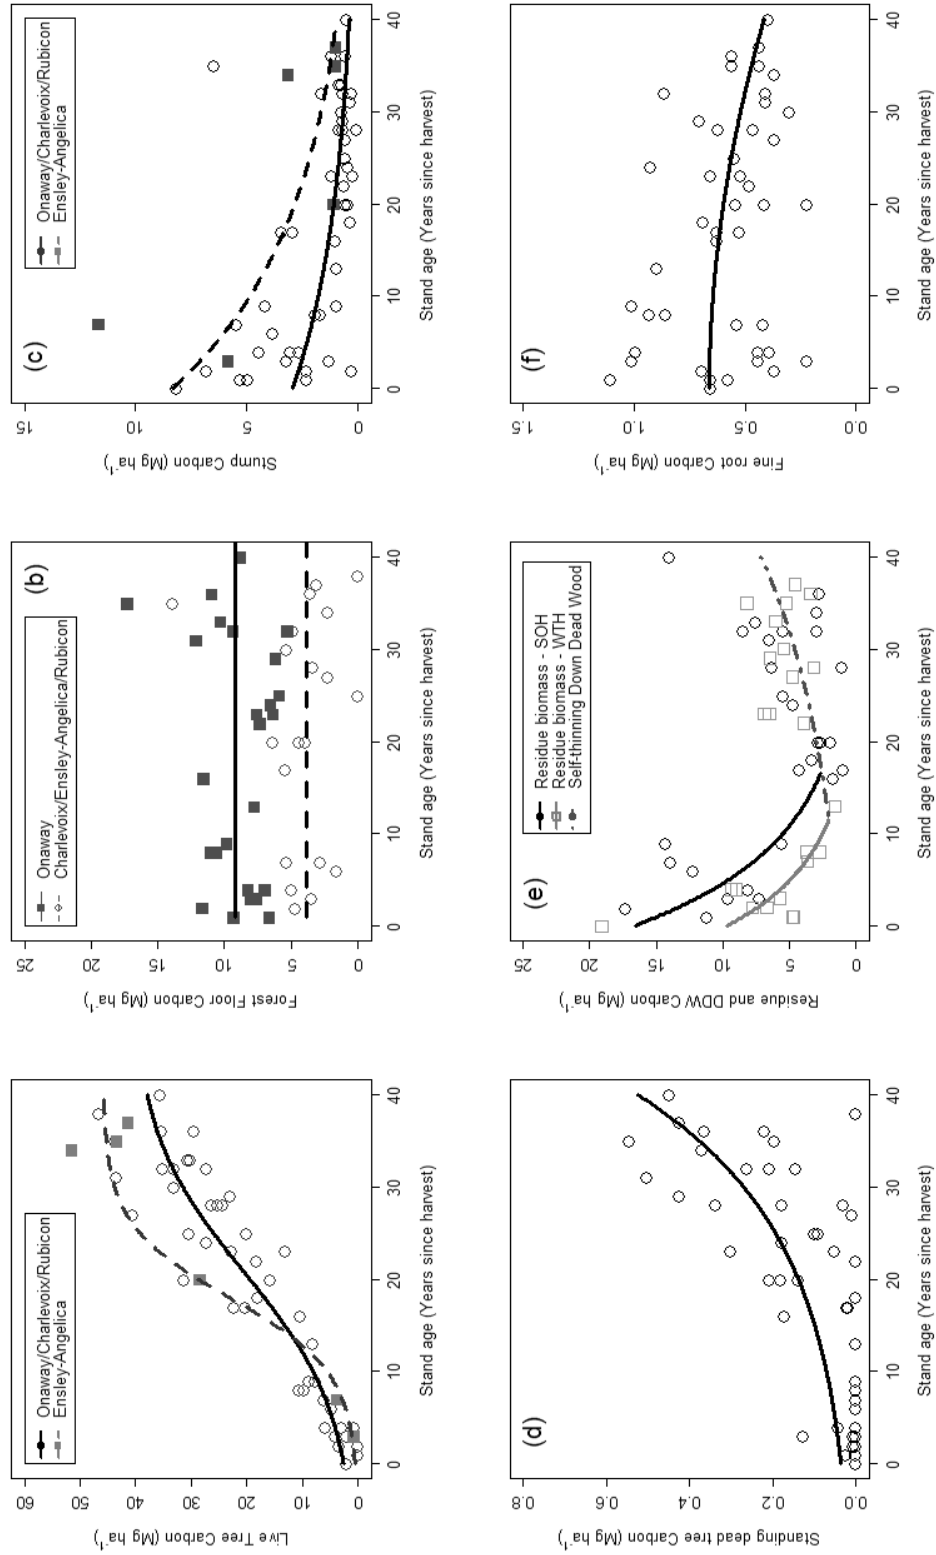 Onaway/Charlevoix/Rubicon
Ensley-Angelica
60
50
40
30
20
10
0
Live Tree Carbon (Mg ha⁻¹)
0 10 20 30 40
Stand age (Years since harvest)
Onaway
Charlevoix/Ensley-Angelica/Rubicon
(b)
25
20
15
10
5
0
Forest Floor Carbon (Mg ha⁻¹)
0 10 20 30 40
Stand age (Years since harvest)
(c)
Onaway/Charlevoix/Rubicon
Ensley-Angelica
15
10
5
0
Stump Carbon (Mg ha⁻¹)
0 10 20 30 40
Stand age (Years since harvest)
(d)
0.8
0.6
0.4
0.2
0.0
Standing dead tree Carbon (Mg ha⁻¹)
0 10 20 30 40
Stand age (Years since harvest)
(e)
Residue biomass - SOH
Residue biomass - WTH
Self-thinning Down Dead Wood
25
20
15
10
5
0
Residue and DDW Carbon (Mg ha⁻¹)
0 10 20 30 40
Stand age (Years since harvest)
(f)
1.5
1.0
0.5
0.0
Fine root Carbon (Mg ha⁻¹)
0 10 20 30 40
Stand age (Years since harvest)